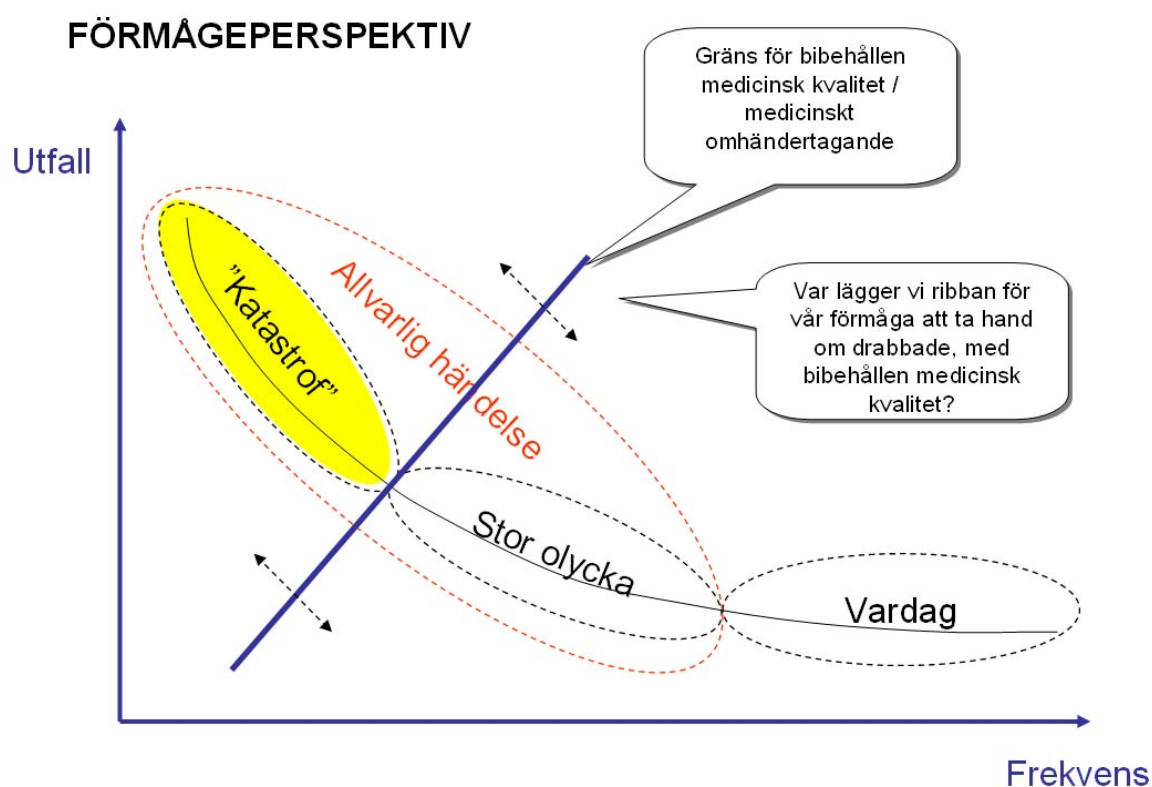 FÖRMÅGEPERSPEKTIV
Gräns för bibehållen
medicinsk kvalitet /
medicinskt
omhändertagande
Utfall
”Katastrof”
Allvarlig händelse
Var lägger vi ribban för
vår förmåga att ta hand
om drabbade, med
bibehållen medicinsk
kvalitet?
Stor olycka
Vardag
Frekvens